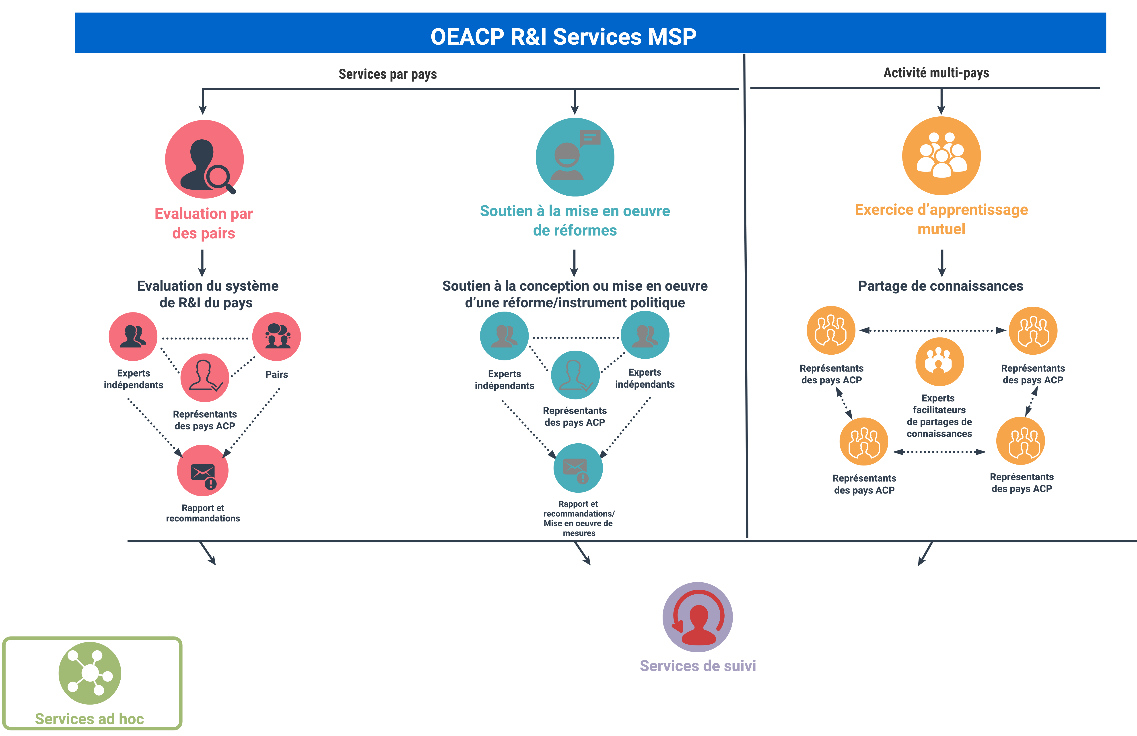 OEACP R&I Services MSP
Services par pays
Activité multi-pays
Evaluation par
des pairs
Soutien à la mise en oeuvre
de réformes
Exercice d'apprentissage
mutuel
Evaluation du système
de R&I du pays
Soutien à la conception ou mise en oeuvre
d'une réforme/instrument politique
Partage de connaissances
Experts
indépendants
Pairs
Représentants
des pays ACP
Rapport et
recommandations
Experts
indépendants
Experts
indépendants
Représentants
des pays ACP
Rapport et
recommandations/
Mise en oeuvre de
mesures
Représentants
des pays ACP
Représentants
des pays ACP
Experts
facilitateurs
de partages de
connaissances
Représentants
des pays ACP
Représentants
des pays ACP
Services de suivi
Services ad hoc